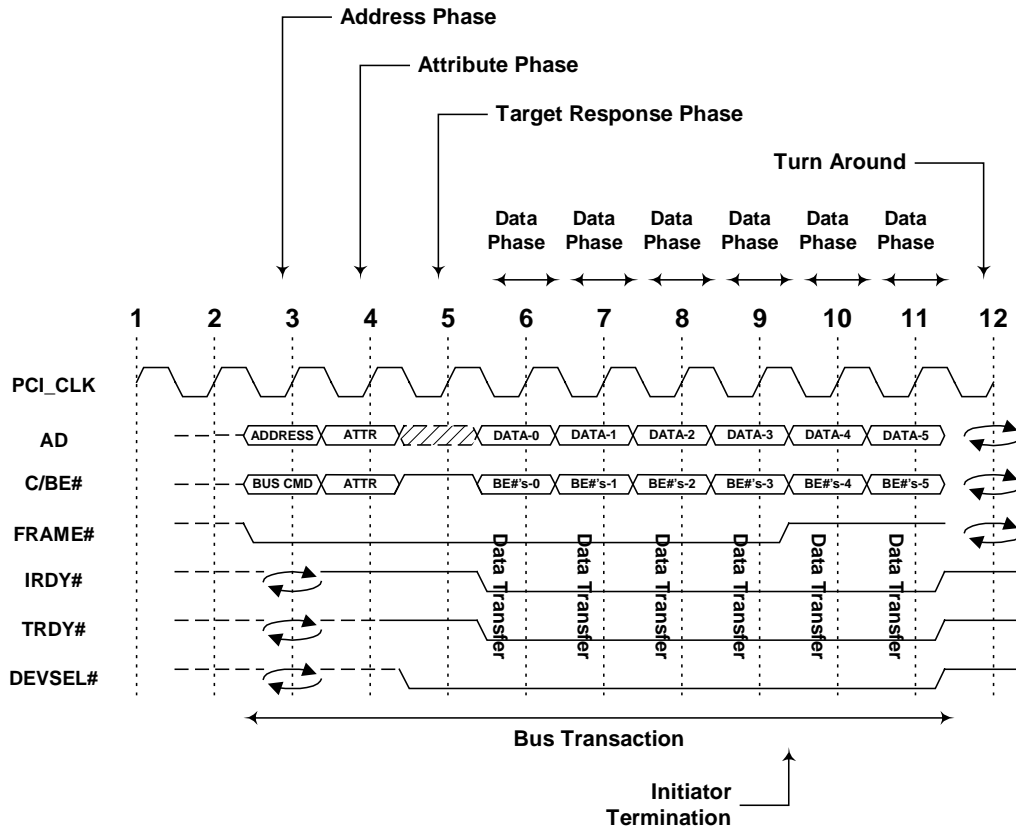 Address Phase
Attribute Phase
Target Response Phase
Turn Around
Data Phase
Data Phase
Data Phase
Data Phase
Data Phase
Data Phase
1 2 3 4 5 6 7 8 9 10 11 12
PCI_CLK
AD ADDRESS ATTR DATA-0 DATA-1 DATA-2 DATA-3 DATA-4 DATA-5
C/BE# BUS CMD ATTR BE#'s-0 BE#'s-1 BE#'s-2 BE#'s-3 BE#'s-4 BE#'s-5
FRAME#
IRDY#
TRDY#
DEVSEL#
Data Transfer
Data Transfer
Data Transfer
Data Transfer
Data Transfer
Data Transfer
Bus Transaction
Initiator
Termination